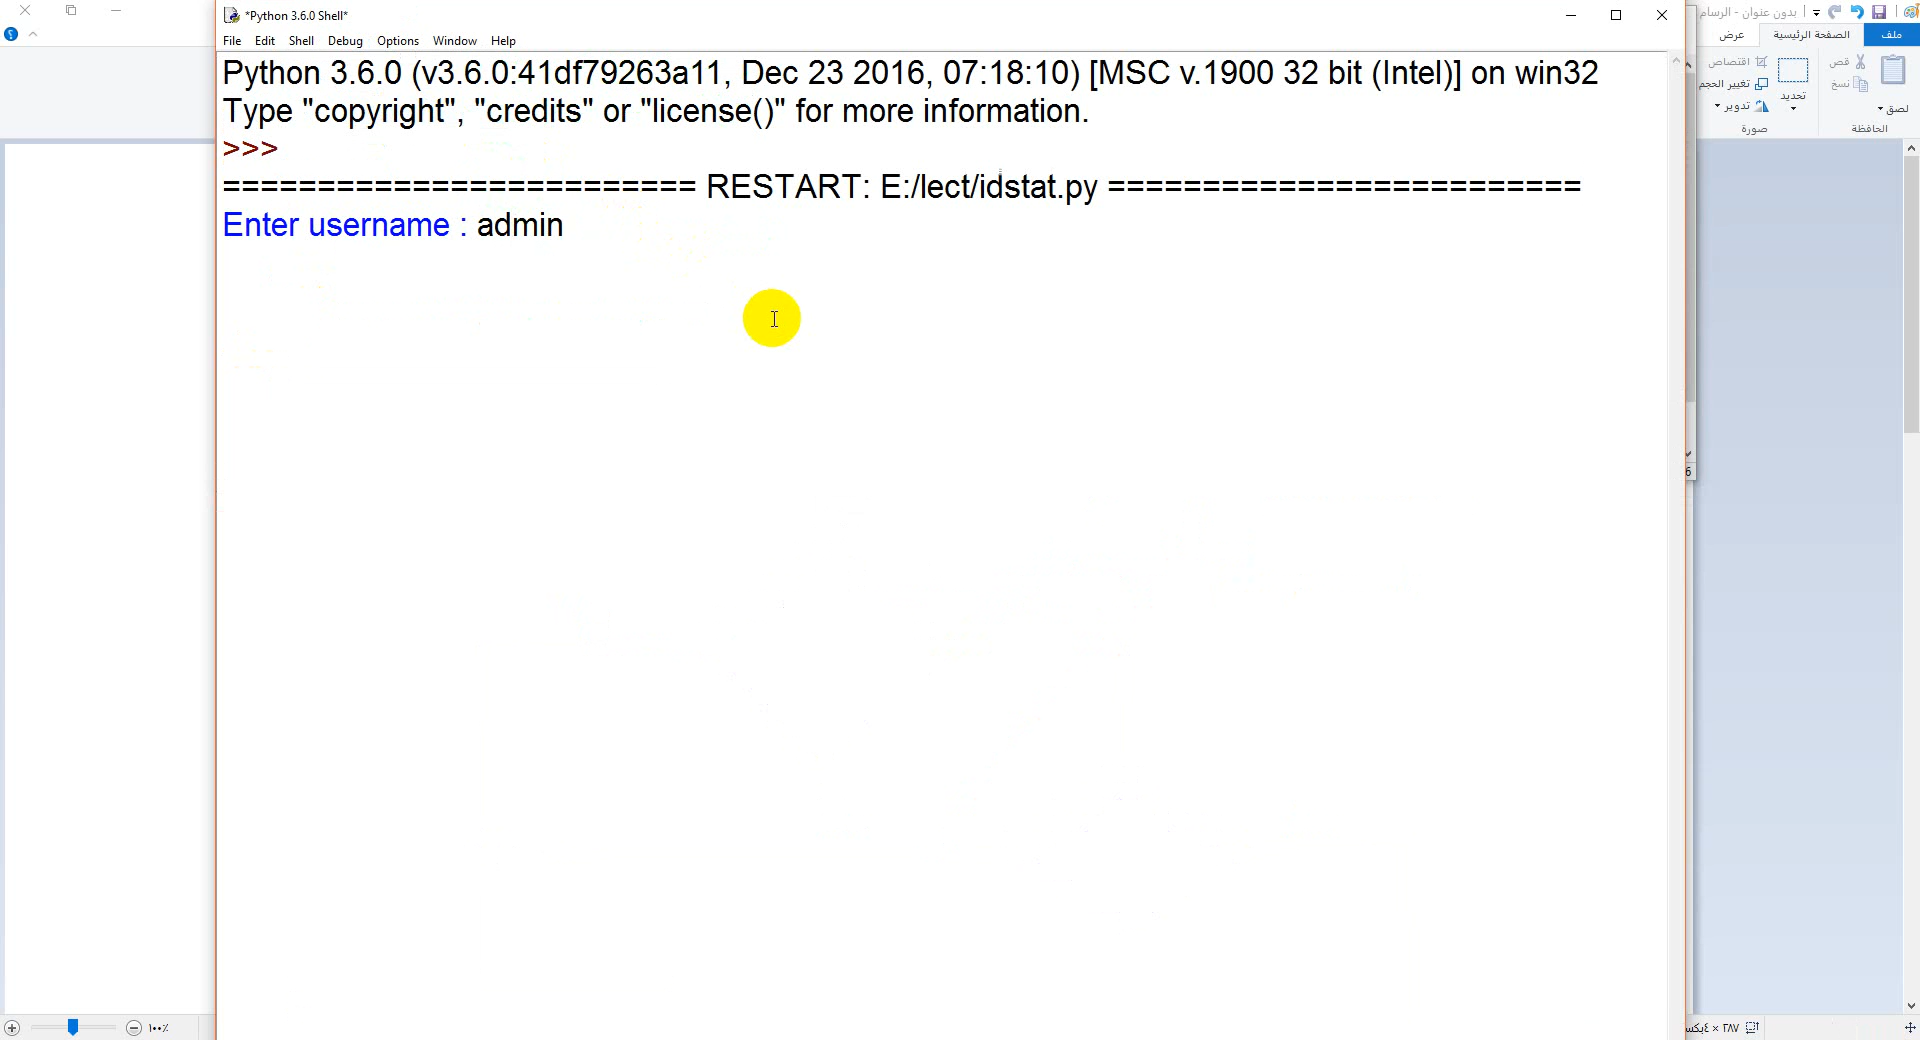 *Python 3.6.0 Shell*
File Edit Shell Debug Options Window Help
Python 3.6.0 (v3.6.0:41df79263a11, Dec 23 2016, 07:18:10) [MSC v.1900 32 bit (Intel)] on win32
Type "copyright", "credits" or "license()" for more information.
>>>
========================= RESTART: E:/lect/idstat.py =========================
Enter username : admin
بدون عنوان - الرسام
ملف
الصفحة الرئيسية
عرض
قص
نسخ
لصق
الحافظة
اقتصاص
تغيير الحجم
تدوير
تحديد
صورة
6
١٠٠٪